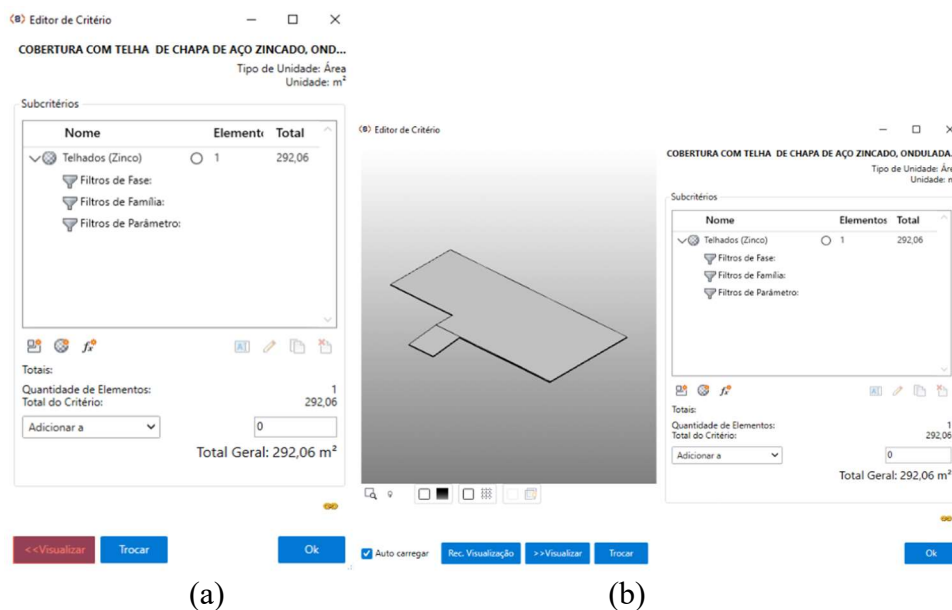 (B) Editor de Critério
COBERTURA COM TELHA DE CHAPA DE AÇO ZINCADO, OND...
Tipo de Unidade: Área
Unidade: m²
Subcritérios
Nome Elemento Total
Telhados (Zinco) 1 292,06
Filtros de Fase:
Filtros de Família:
Filtros de Parâmetro:
Totais:
Quantidade de Elementos: 1
Total do Critério: 292,06
Adicionar a 0
Total Geral: 292,06 m²
<<Visualizar Trocar Ok
(a)
(B) Editor de Critério
COBERTURA COM TELHA DE CHAPA DE AÇO ZINCADO, ONDULADA.
Tipo de Unidade: Áre
Unidade: m
Subcritérios
Nome Elementos Total
Telhados (Zinco) 1 292,06
Filtros de Fase:
Filtros de Família:
Filtros de Parâmetro:
Totais:
Quantidade de Elementos: 1
Total do Critério: 292,06
Adicionar a 0
Total Geral: 292,06 m²
Auto carregar Rec. Visualização >>Visualizar Trocar Ok
(b)